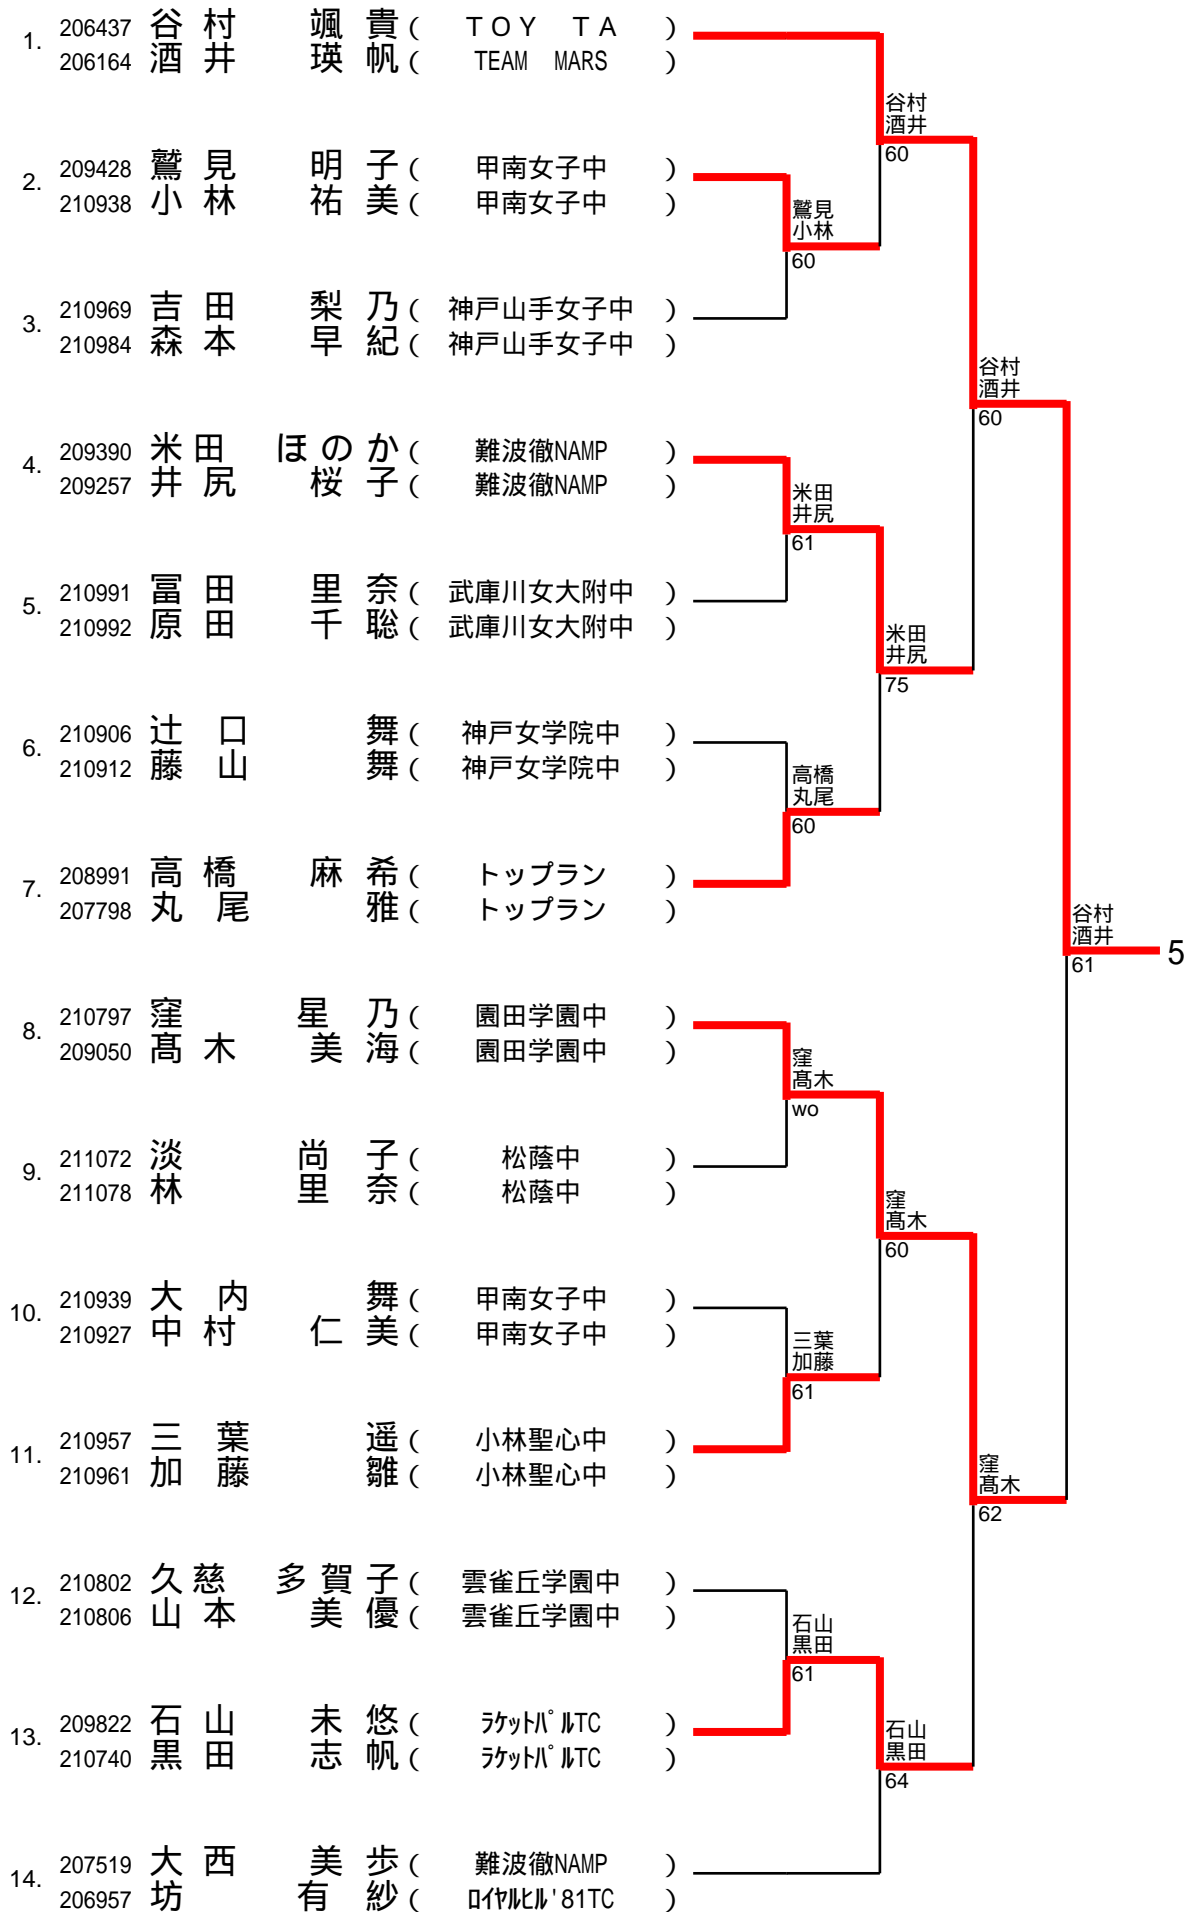 1. 206437 谷村 颯貴 ( TOY TA )
206164 酒井 瑛帆 ( TEAM MARS )
谷村
酒井
60
2. 209428 鷲見 明子 ( 甲南女子中 )
210938 小林 祐美 ( 甲南女子中 )
鷲見
小林
60
3. 210969 吉田 梨乃 ( 神戸山手女子中 )
210984 森本 早紀 ( 神戸山手女子中 )
谷村
酒井
60
4. 209390 米田 ほのか ( 難波徹NAMP )
209257 井尻 桜子 ( 難波徹NAMP )
米田
井尻
61
5. 210991 冨田 里奈 ( 武庫川女大附中 )
210992 原田 千聡 ( 武庫川女大附中 )
米田
井尻
75
6. 210906 辻口 舞 ( 神戸女学院中 )
210912 藤山 舞 ( 神戸女学院中 )
高橋
丸尾
60
7. 208991 高橋 麻希 ( トップラン )
207798 丸尾 雅 ( トップラン )
谷村
酒井
61
5
8. 210797 窪 星乃 ( 園田学園中 )
209050 髙木 美海 ( 園田学園中 )
窪
髙木
wo
9. 211072 淡 尚子 ( 松蔭中 )
211078 林 里奈 ( 松蔭中 )
窪
髙木
60
10. 210939 大内 舞 ( 甲南女子中 )
210927 中村 仁美 ( 甲南女子中 )
三葉
加藤
61
11. 210957 三葉 遥 ( 小林聖心中 )
210961 加藤 雛 ( 小林聖心中 )
窪
髙木
62
12. 210802 久慈 多賀子 ( 雲雀丘学園中 )
210806 山本 美優 ( 雲雀丘学園中 )
石山
黒田
61
13. 209822 石山 未悠 ( ﾗｹｯﾄﾊﾟﾙTC )
210740 黒田 志帆 ( ﾗｹｯﾄﾊﾟﾙTC )
石山
黒田
64
14. 207519 大西 美歩 ( 難波徹NAMP )
206957 坊 有紗 ( ﾛｲﾔﾙﾋﾙ'81TC )